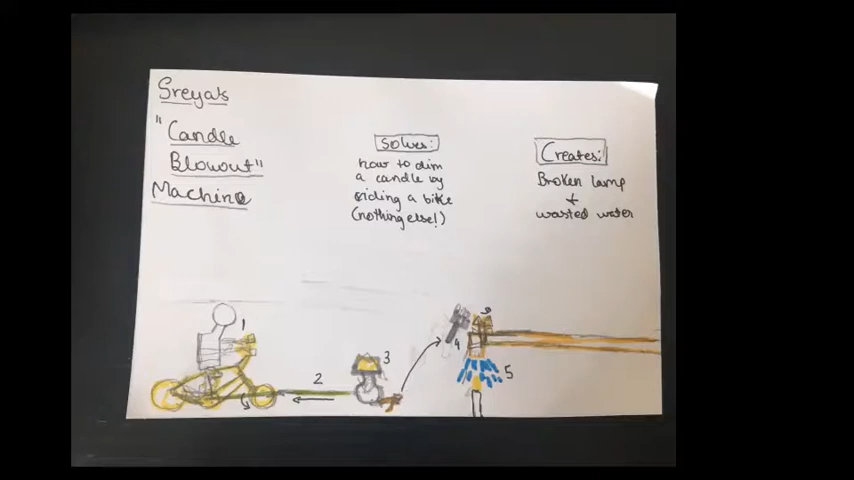 Sreya's
"Candle
Blowout"
Machine
Solves:
how to dim
a candle by
riding a bike
(nothing else!)
Creates:
Broken lamp
+
wasted water
1
2
3
4
5